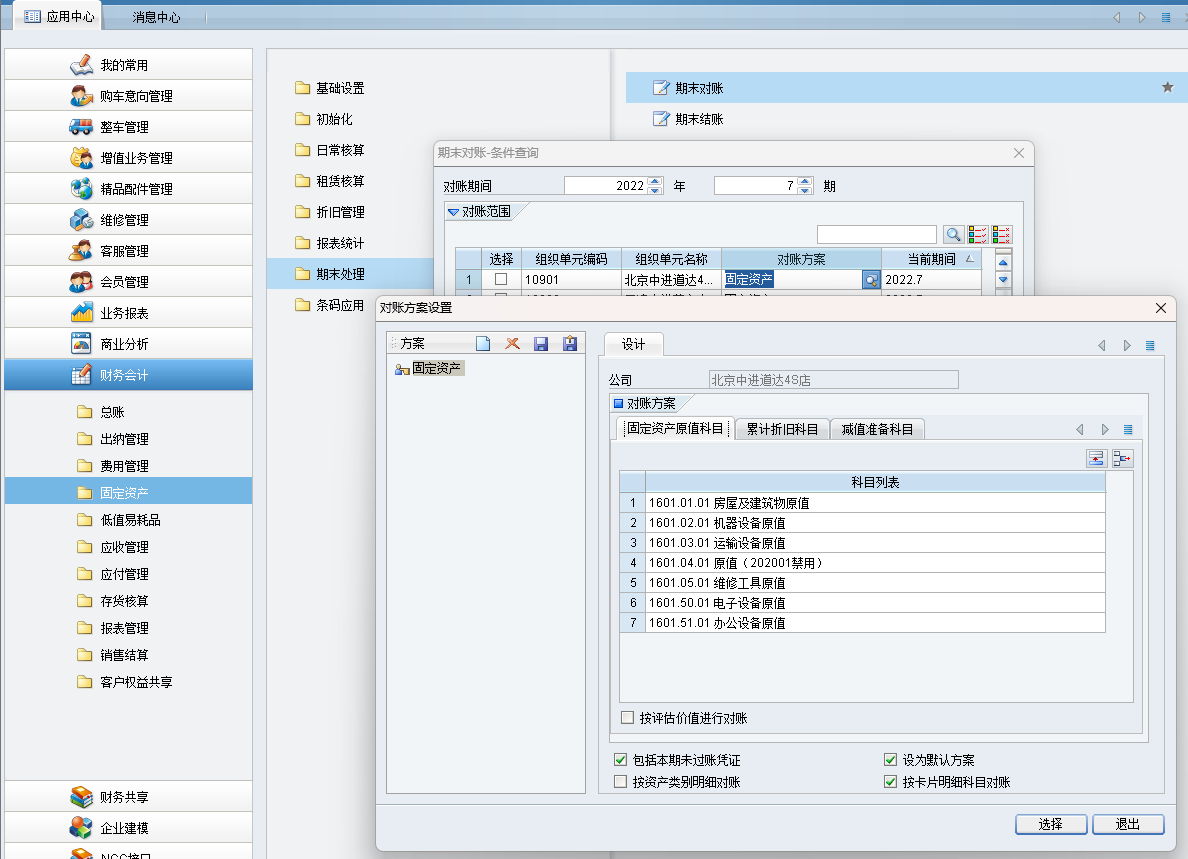 应用中心
消息中心
我的常用
购车意向管理
整车管理
增值业务管理
精品配件管理
维修管理
客服管理
会员管理
业务报表
商业分析
财务会计
总账
出纳管理
费用管理
固定资产
低值易耗品
应收管理
应付管理
存货核算
报表管理
销售结算
客户权益共享
财务共享
企业建模
基础设置
初始化
日常核算
租赁核算
折旧管理
报表统计
期末处理
条码应用
期末对账
期末结账
期末对账-条件查询
对账期间 2022 年 7 期
对账范围
选择 组织单元编码 组织单元名称 对账方案 当前期间
1 10901 北京中进道达4... 固定资产 2022.7
对账方案设置
方案
固定资产
设计
公司 北京中进道达4S店
对账方案
固定资产原值科目 累计折旧科目 减值准备科目
科目列表
1 1601.01.01 房屋及建筑物原值
2 1601.02.01 机器设备原值
3 1601.03.01 运输设备原值
4 1601.04.01 原值（202001禁用）
5 1601.05.01 维修工具原值
6 1601.50.01 电子设备原值
7 1601.51.01 办公设备原值
按评估价值进行对账
包括本期未过账凭证 设为默认方案
按资产类别明细对账 按卡片明细科目对账
选择 退出